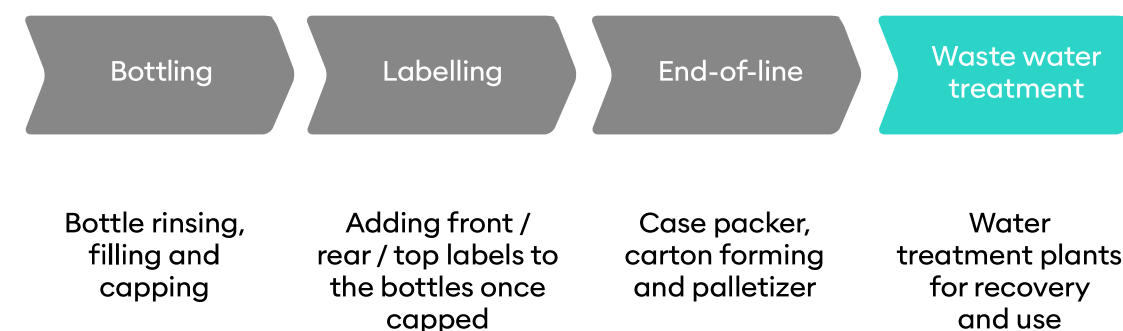 Bottling
Labelling
End-of-line
Waste water
treatment
Bottle rinsing,
filling and
capping
Adding front /
rear / top labels to
the bottles once
capped
Case packer,
carton forming
and palletizer
Water
treatment plants
for recovery
and use